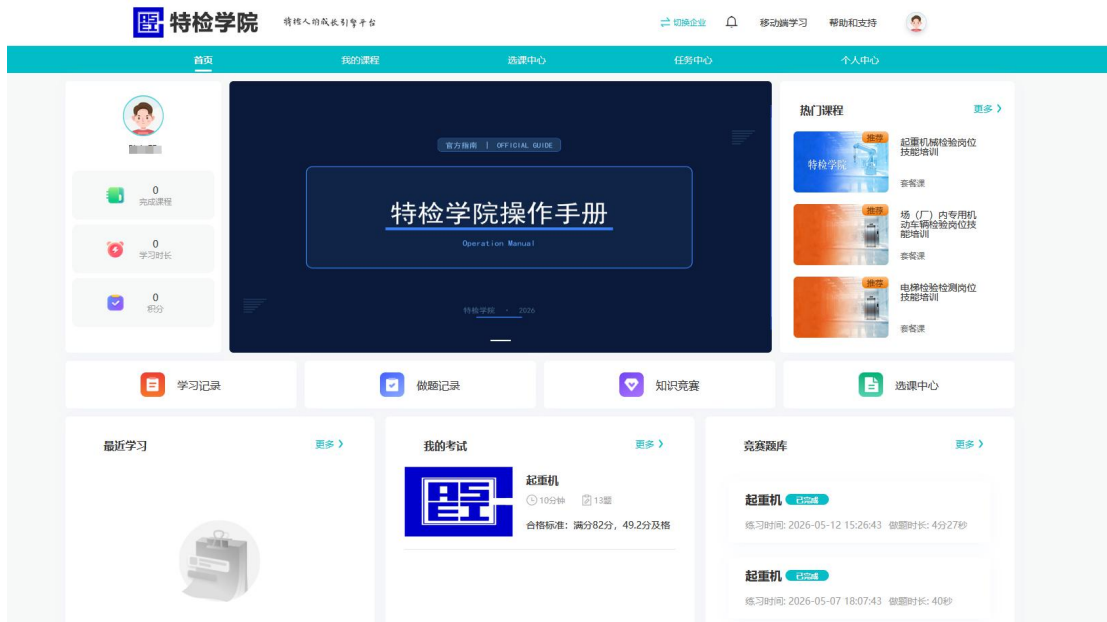 特检学院
特检人的成长引擎平台
切换企业
移动端学习
帮助和支持
首页
我的课程
选课中心
任务中心
个人中心
0
完成课程
0
学习时长
0
积分
官方指南 | OFFICIAL GUIDE
特检学院操作手册
Operation Manual
特检学院 · 2026
热门课程
更多
特检学院
推荐
起重机械检验岗位
技能培训
套餐课
推荐
场（厂）内专用机
动车辆检验岗位技
能培训
套餐课
推荐
电梯检验检测岗位
技能培训
套餐课
学习记录
做题记录
知识竞赛
选课中心
最近学习
更多
我的考试
更多
起重机
10分钟
13题
合格标准：满分82分，49.2分及格
竞赛题库
更多
起重机 已完成
练习时间: 2026-05-12 15:26:43 做题时长: 4分27秒
起重机 已完成
练习时间: 2026-05-07 18:07:43 做题时长: 40秒